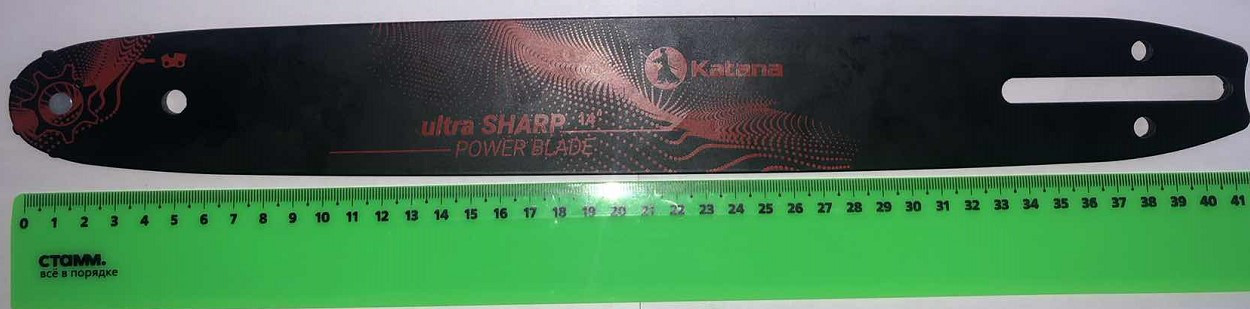 Katana
ultra SHARP 14"
POWER BLADE
0 1 2 3 4 5 6 7 8 9 10 11 12 13 14 15 16 17 18 19 20 21 22 23 24 25 26 27 28 29 30 31 32 33 34 35 36 37 38 39 40 41
стамм.
всё в порядке